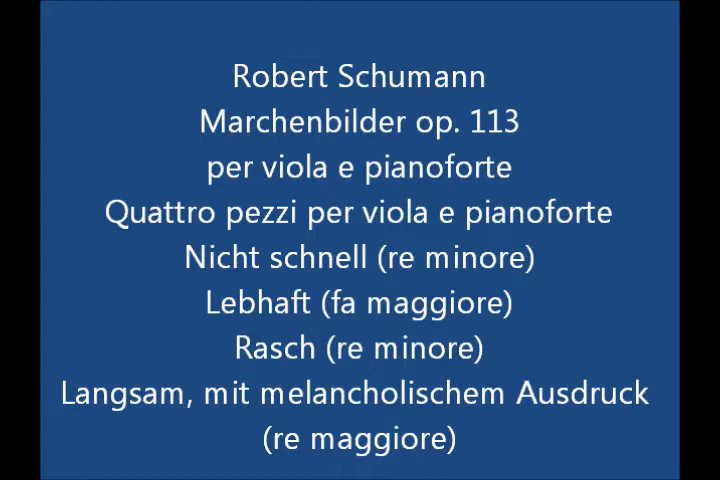 Robert Schumann
Marchenbilder op. 113
per viola e pianoforte
Quattro pezzi per viola e pianoforte
Nicht schnell (re minore)
Lebhaft (fa maggiore)
Rasch (re minore)
Langsam, mit melancholischem Ausdruck
(re maggiore)